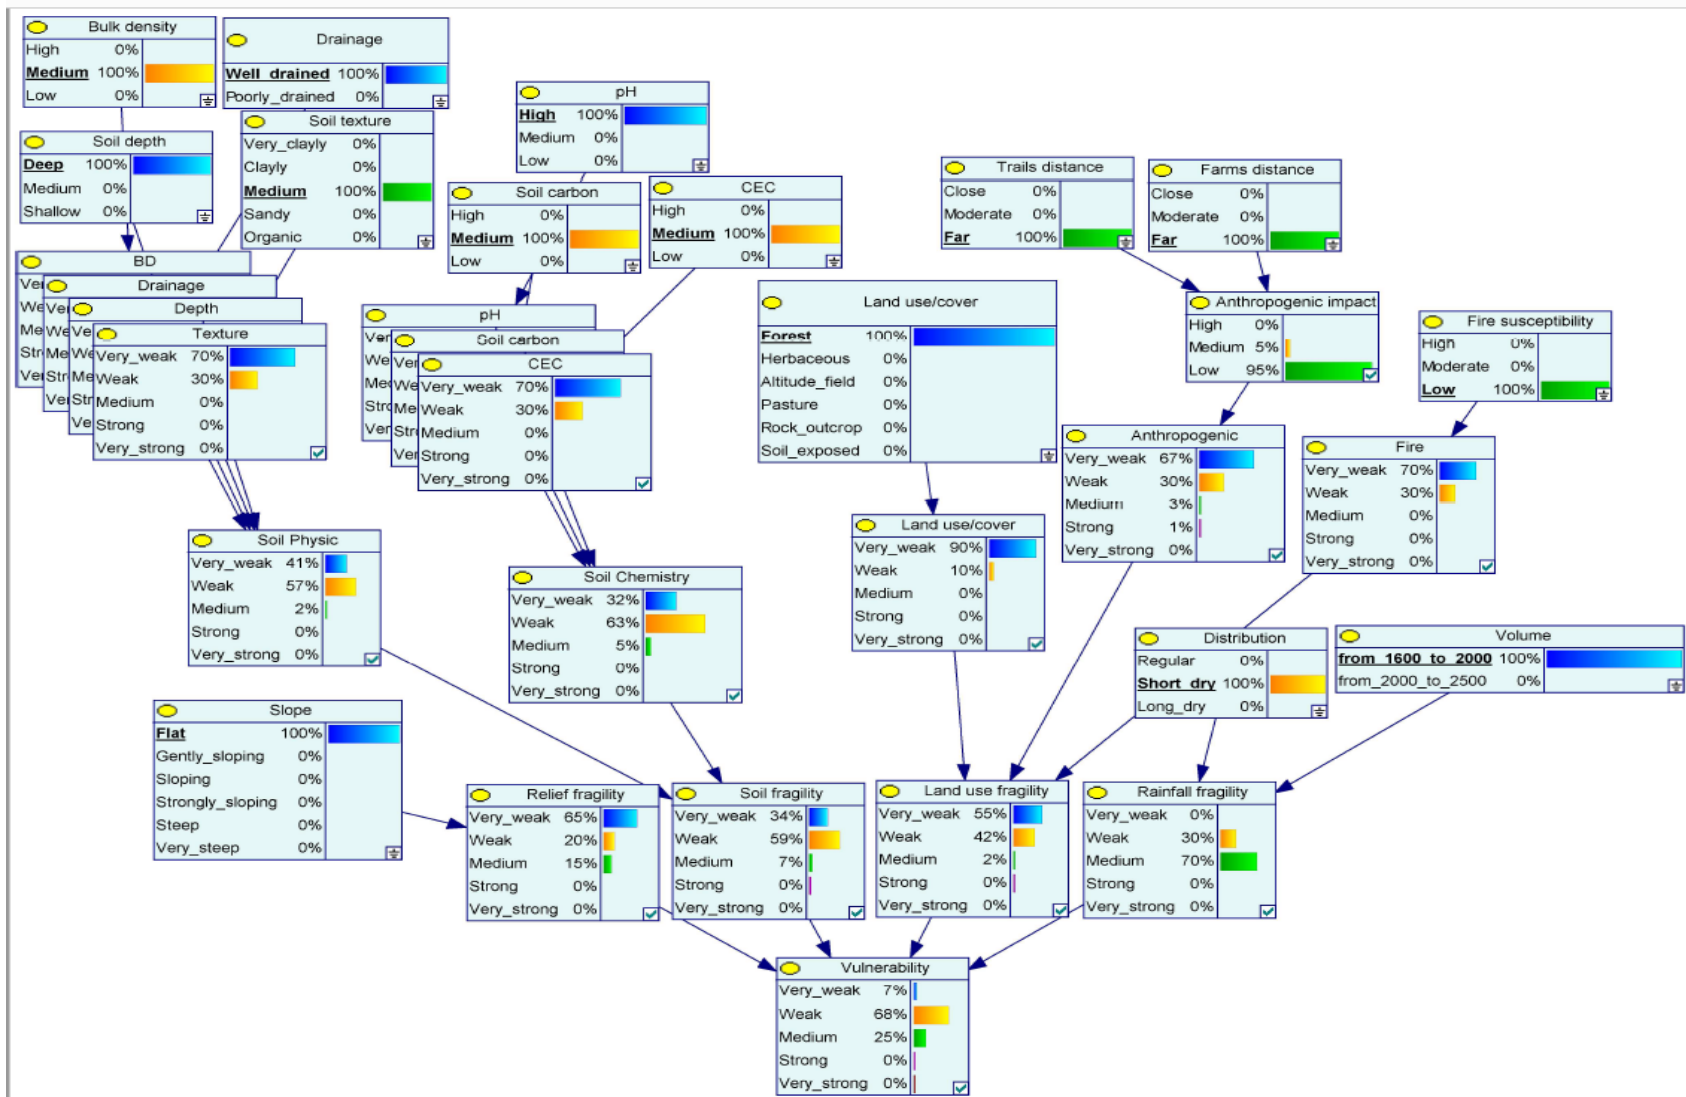 Bulk density
High 0%
Medium 100%
Low 0%
Drainage
Well_drained 100%
Poorly_drained 0%
Soil depth
Deep 100%
Medium 0%
Shallow 0%
Soil texture
Very_clayly 0%
Clayly 0%
Medium 100%
Sandy 0%
Organic 0%
pH
High 100%
Medium 0%
Low 0%
Soil carbon
High 0%
Medium 100%
Low 0%
CEC
High 0%
Medium 100%
Low 0%
Trails distance
Close 0%
Moderate 0%
Far 100%
Farms distance
Close 0%
Moderate 0%
Far 100%
BD
Drainage
Depth
Texture
Very_weak 70%
Weak 30%
Medium 0%
Strong 0%
Very_strong 0%
pH
Soil carbon
CEC
Very_weak 70%
Weak 30%
Medium 0%
Strong 0%
Very_strong 0%
Land use/cover
Forest 100%
Herbaceous 0%
Altitude_field 0%
Pasture 0%
Rock_outcrop 0%
Soil_exposed 0%
Anthropogenic impact
High 0%
Medium 5%
Low 95%
Fire susceptibility
High 0%
Moderate 0%
Low 100%
Anthropogenic
Very_weak 67%
Weak 30%
Medium 3%
Strong 1%
Very_strong 0%
Fire
Very_weak 70%
Weak 30%
Medium 0%
Strong 0%
Very_strong 0%
Soil Physic
Very_weak 41%
Weak 57%
Medium 2%
Strong 0%
Very_strong 0%
Soil Chemistry
Very_weak 32%
Weak 63%
Medium 5%
Strong 0%
Very_strong 0%
Land use/cover
Very_weak 90%
Weak 10%
Medium 0%
Strong 0%
Very_strong 0%
Distribution
Regular 0%
Short_dry 100%
Long_dry 0%
Volume
from_1600_to_2000 100%
from_2000_to_2500 0%
Slope
Flat 100%
Gently_sloping 0%
Sloping 0%
Strongly_sloping 0%
Steep 0%
Very_steep 0%
Relief fragility
Very_weak 65%
Weak 20%
Medium 15%
Strong 0%
Very_strong 0%
Soil fragility
Very_weak 34%
Weak 59%
Medium 7%
Strong 0%
Very_strong 0%
Land use fragility
Very_weak 55%
Weak 42%
Medium 2%
Strong 0%
Very_strong 0%
Rainfall fragility
Very_weak 0%
Weak 30%
Medium 70%
Strong 0%
Very_strong 0%
Vulnerability
Very_weak 7%
Weak 68%
Medium 25%
Strong 0%
Very_strong 0%